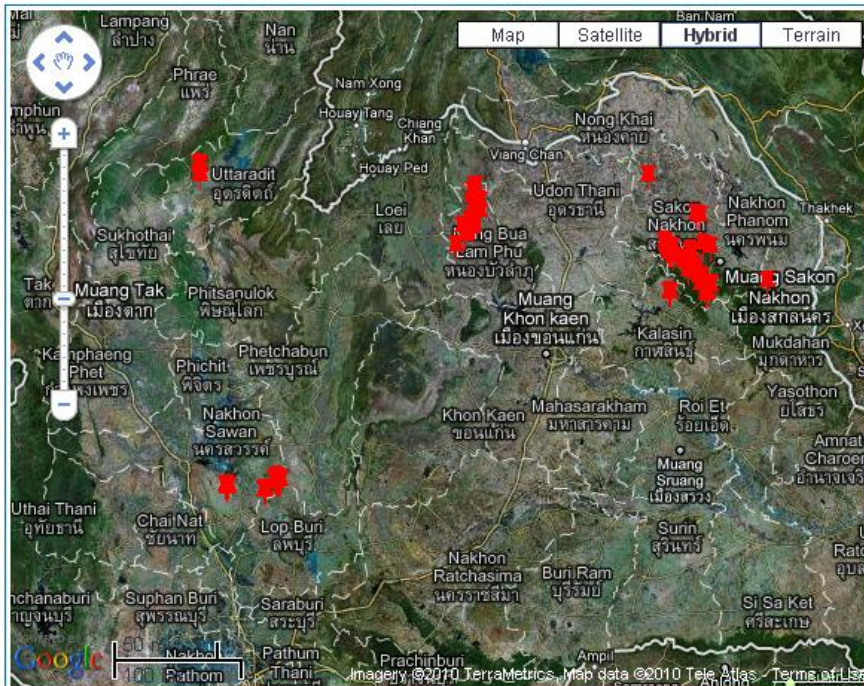 Lampang
ลำปาง
Nan
น่าน
Ban Nam
Map
Satellite
Hybrid
Terrain
Phrae
แพร่
Nam Xong
Houay Tang
Chiang
Khan
Houay Ped
Viang Chan
Nong Khai
หนองคาย
Uttaradit
อุตรดิตถ์
Loei
เลย
Udon Thani
อุดรธานี
Nakhon
Phanom
นครพนม
Thakhek
Sukhothai
สุโขทัย
Lam Phu
หนองบัวลำภู
Nakhon
Tak
ตาก
Muang Tak
เมืองตาก
Phitsanulok
พิษณุโลก
Muang
Khon kaen
เมืองขอนแก่น
Muang Sakon
Nakhon
เมืองสกลนคร
Kalasin
กาฬสินธุ์
Mukdahan
มุกดาหาร
Phet
Phichit
พิจิตร
Phetchabun
เพชรบูรณ์
Yasothon
ยโสธร
Nakhon
Sawan
นครสวรรค์
Khon Kaen
ขอนแก่น
Mahasarakham
มหาสารคาม
Roi Et
ร้อยเอ็ด
Amnat
Muang
Sruang
เมืองสรวง
Uthai Thani
อุทัยธานี
Chai Nat
ชัยนาท
Lop Buri
ลพบุรี
Surin
สุรินทร์
Nakhon
Ratchasima
นครราชสีมา
Buri Ram
บุรีรัมย์
Suphan Buri
สุพรรณบุรี
Saraburi
สระบุรี
Si Sa Ket
ศรีสะเกษ
POWERED BY
Google
Pathom
Pathum
Thani
Prachinburi
Ampil
Imagery ©2010 TerraMetrics, Map data ©2010 Tele Atlas - Terms of Use